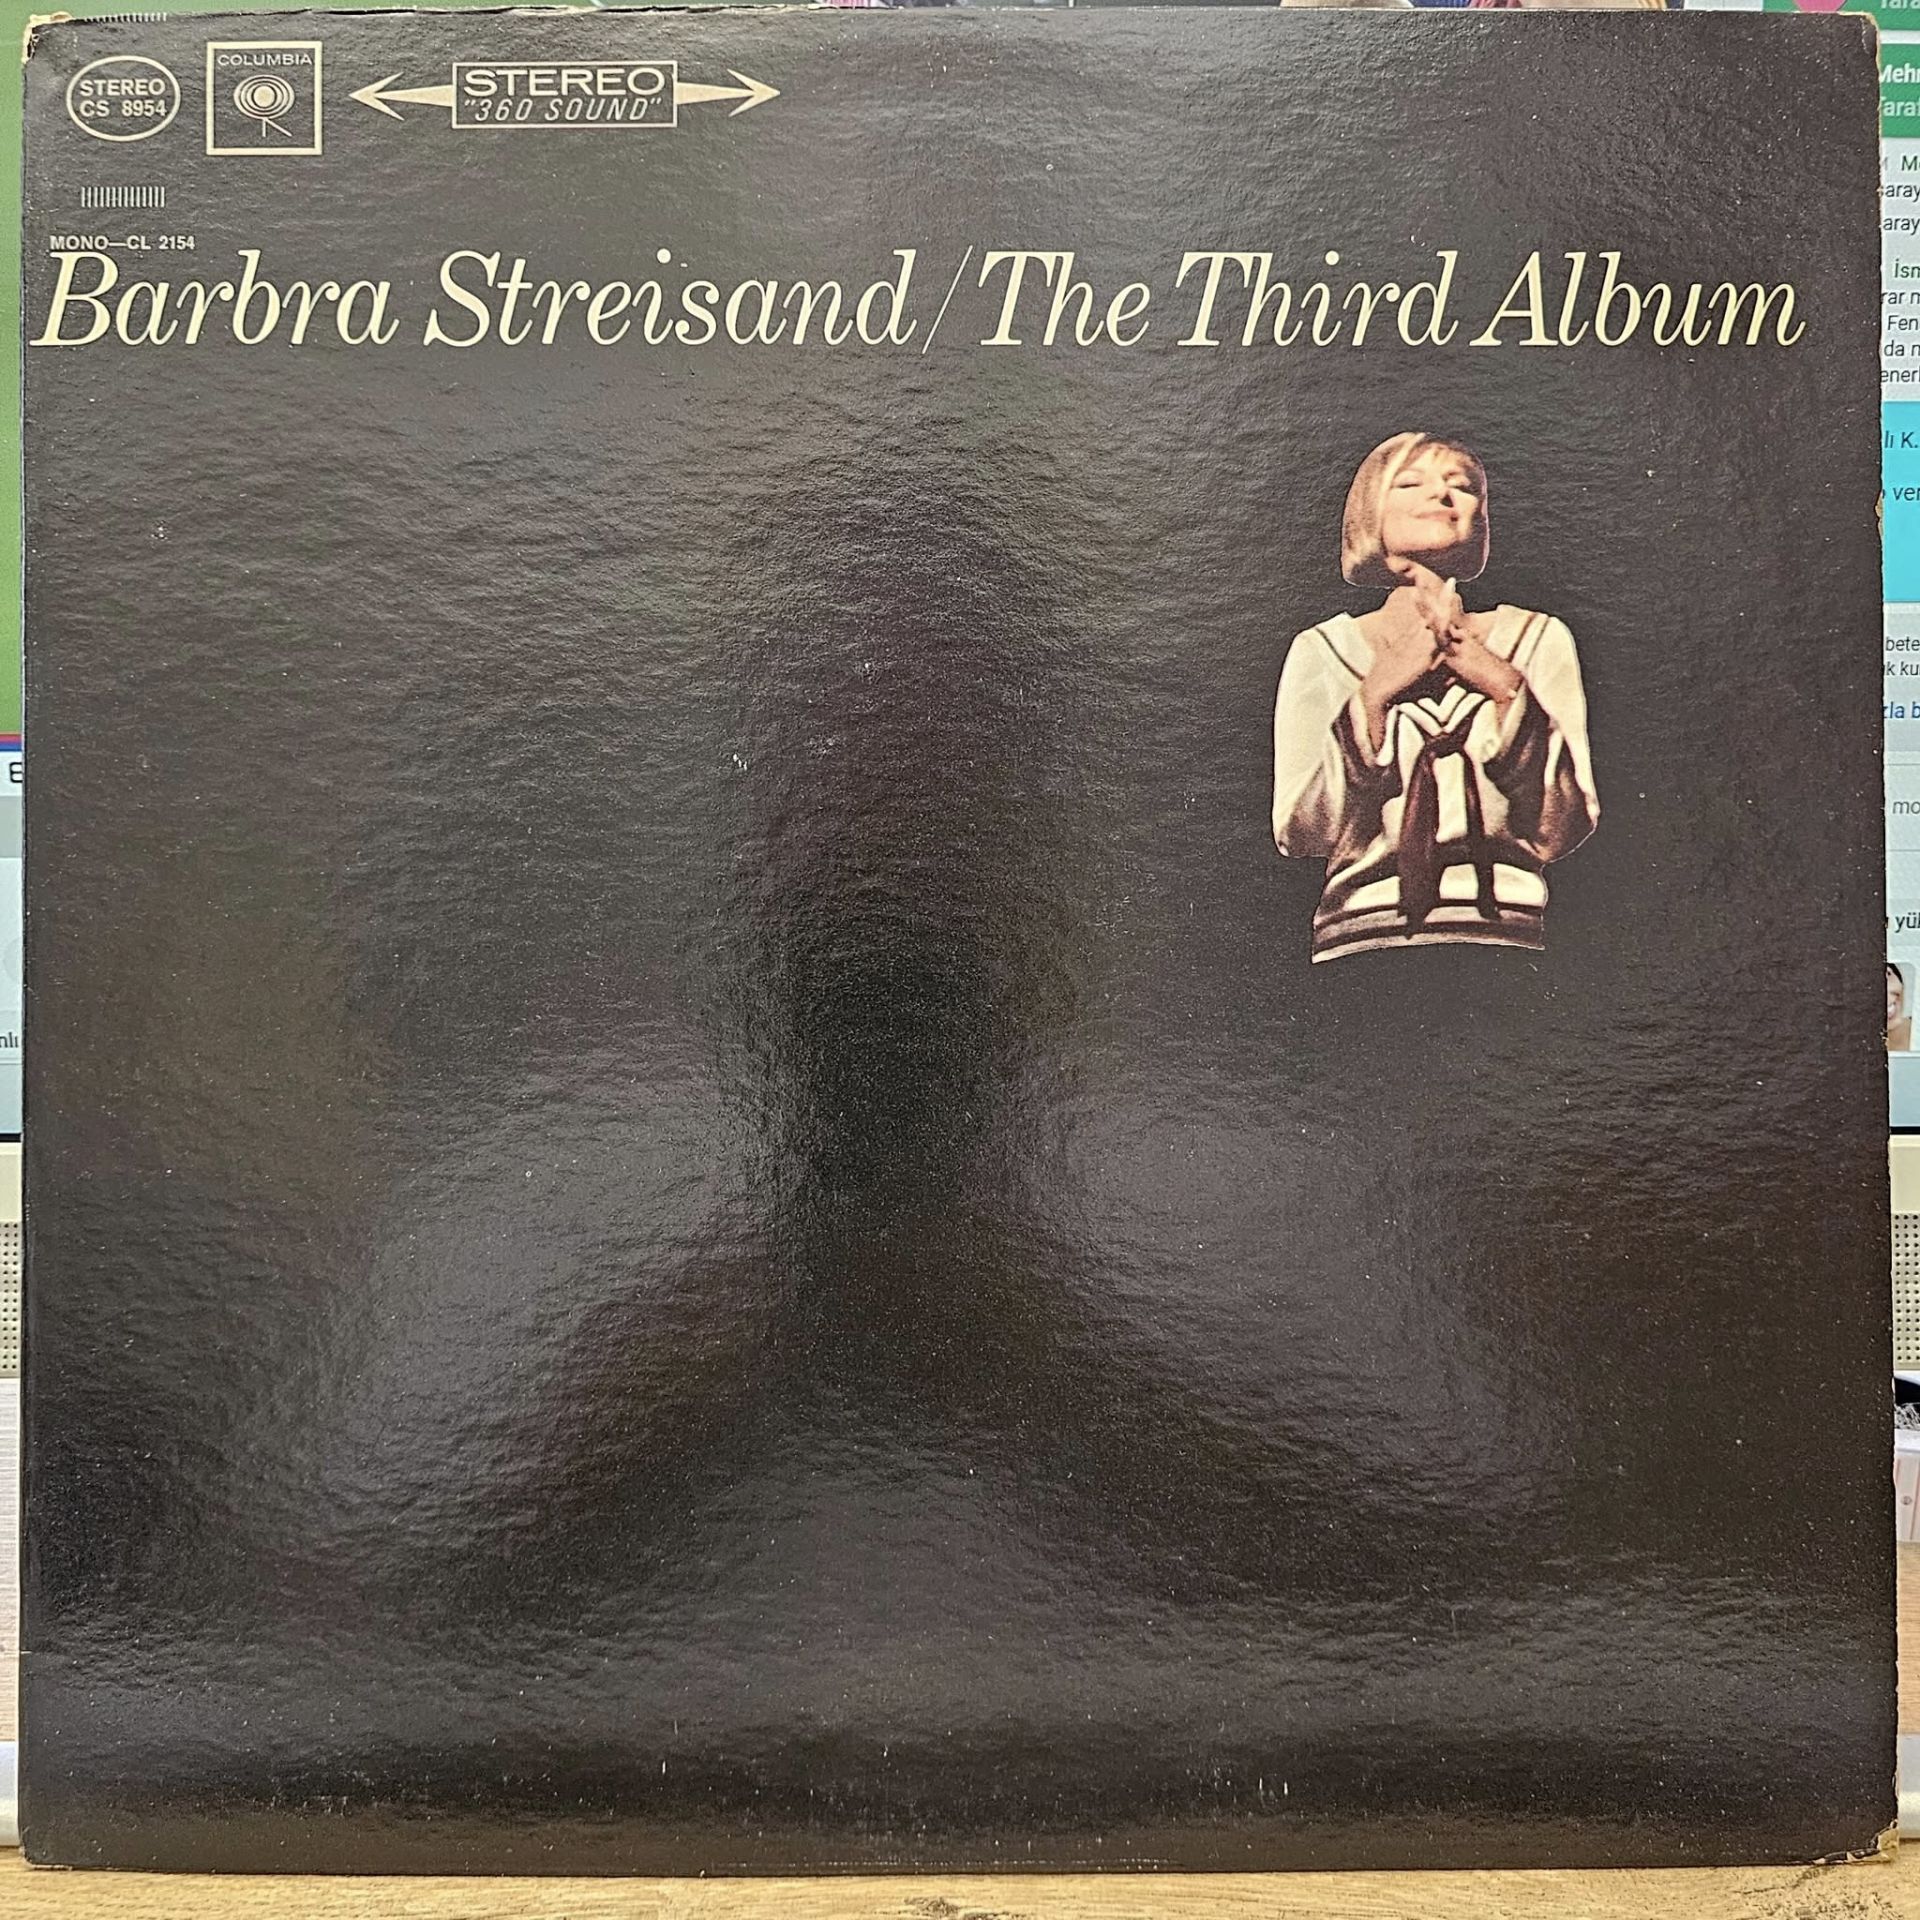 STEREO
CS 8954
COLUMBIA
STEREO
"360 SOUND"
MONO—CL 2154
Barbra Streisand/The Third Album